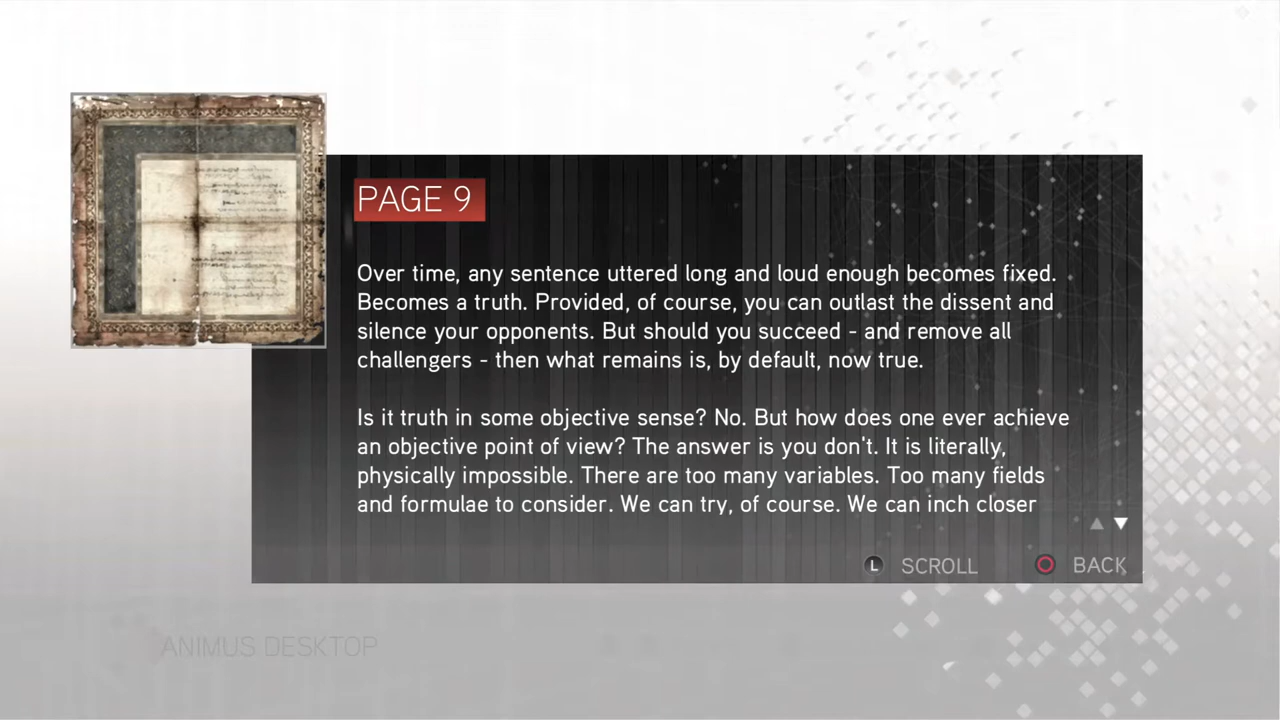 PAGE 9
Over time, any sentence uttered long and loud enough becomes fixed.
Becomes a truth. Provided, of course, you can outlast the dissent and
silence your opponents. But should you succeed - and remove all
challengers - then what remains is, by default, now true.
Is it truth in some objective sense? No. But how does one ever achieve
an objective point of view? The answer is you don't. It is literally,
physically impossible. There are too many variables. Too many fields
and formulae to consider. We can try, of course. We can inch closer
L SCROLL BACK
ANIMUS DESKTOP